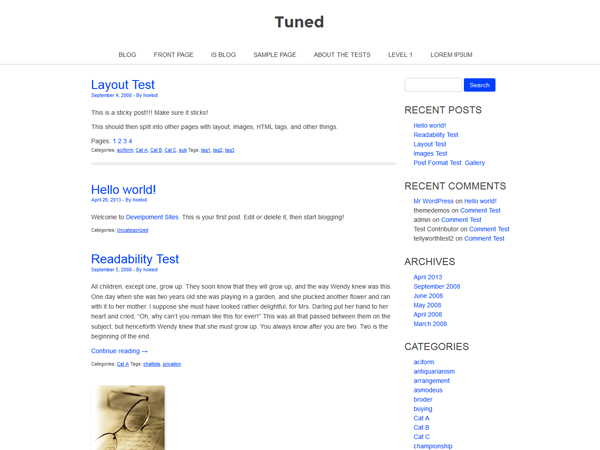 Tuned
BLOG FRONT PAGE IS BLOG SAMPLE PAGE ABOUT THE TESTS LEVEL 1 LOREM IPSUM
Layout Test
September 4, 2008 - By hoelod
This is a sticky post!!! Make sure it sticks!
This should then split into other pages with layout, images, HTML tags, and other things.
Pages: 1 2 3 4
Categories: aciform, Cat A, Cat B, Cat C, sub Tags: tag1, tag2, tag3
Hello world!
April 26, 2013 - By hoelod
Welcome to Develpoment Sites. This is your first post. Edit or delete it, then start blogging!
Categories: Uncategorized
Readability Test
September 5, 2008 - By hoelod
All children, except one, grow up. They soon know that they will grow up, and the way Wendy knew was this.
One day when she was two years old she was playing in a garden, and she plucked another flower and ran
with it to her mother. I suppose she must have looked rather delightful, for Mrs. Darling put her hand to her
heart and cried, "Oh, why can't you remain like this for ever!" This was all that passed between them on the
subject, but henceforth Wendy knew that she must grow up. You always know after you are two. Two is the
beginning of the end.
Continue reading →
Categories: Cat A Tags: chattels, privation
Search
RECENT POSTS
Hello world!
Readability Test
Layout Test
Images Test
Post Format Test: Gallery
RECENT COMMENTS
Mr WordPress on Hello world!
themedemos on Comment Test
admin on Comment Test
Test Contributor on Comment Test
tellyworthtest2 on Comment Test
ARCHIVES
April 2013
September 2008
June 2008
May 2008
April 2008
March 2008
CATEGORIES
aciform
antiquarianism
arrangement
asmodeus
broder
buying
Cat A
Cat B
Cat C
championship